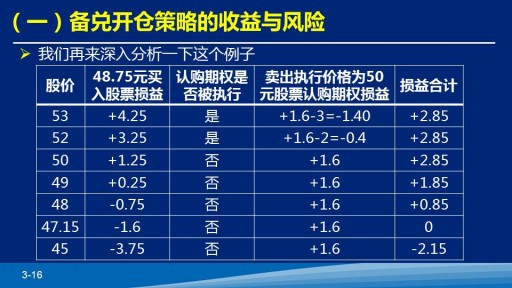 （一）备兑开仓策略的收益与风险
我们再来深入分析一下这个例子
股价 48.75元买入股票损益 认购期权是否被执行 卖出执行价格为50元股票认购期权损益 损益合计
53 +4.25 是 +1.6-3=-1.40 +2.85
52 +3.25 是 +1.6-2=-0.4 +2.85
50 +1.25 否 +1.6 +2.85
49 +0.25 否 +1.6 +1.85
48 -0.75 否 +1.6 +0.85
47.15 -1.6 否 +1.6 0
45 -3.75 否 +1.6 -2.15
3-16